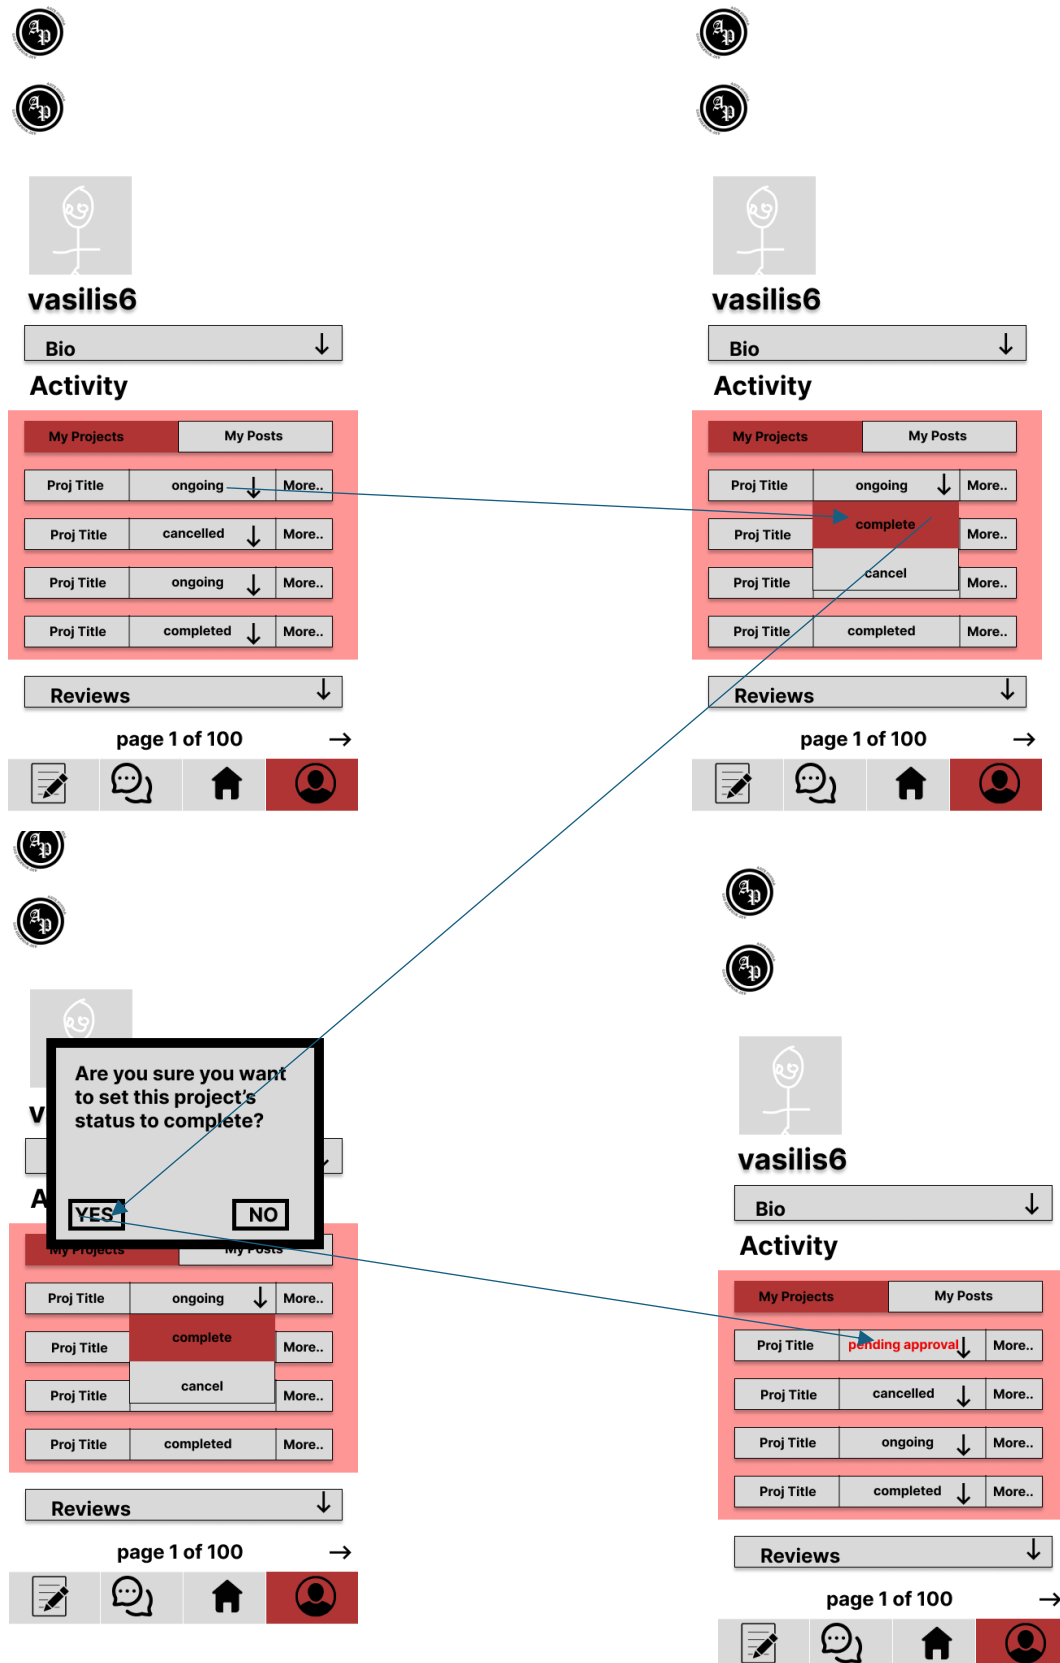 vasilis6
Bio
Activity
My Projects My Posts
Proj Title ongoing More..
Proj Title cancelled More..
Proj Title ongoing More..
Proj Title completed More..
Reviews
page 1 of 100
vasilis6
Bio
Activity
My Projects My Posts
Proj Title ongoing More..
complete
Proj Title More..
cancel
Proj Title More..
Proj Title completed More..
Reviews
page 1 of 100
v
Are you sure you want
to set this project's
status to complete?
YES NO
A
My Projects My Posts
Proj Title ongoing More..
complete
Proj Title More..
cancel
Proj Title More..
Proj Title completed More..
Reviews
page 1 of 100
vasilis6
Bio
Activity
My Projects My Posts
Proj Title pending approval More..
Proj Title cancelled More..
Proj Title ongoing More..
Proj Title completed More..
Reviews
page 1 of 100